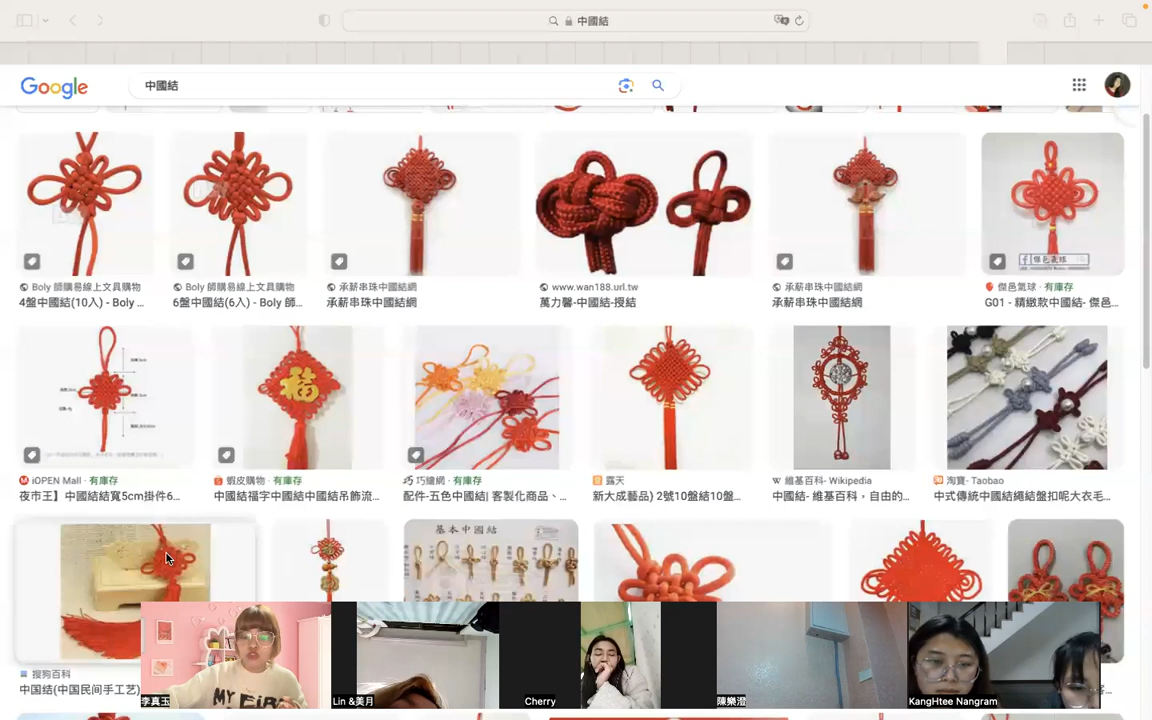 中國結
Google
中國結
Boly 師購易線上文具購物
4盤中國結(10入) - Boly ...
Boly 師購易線上文具購物
6盤中國結(6入) - Boly 師...
承薪串珠中國結網
承薪串珠中國結網
www.wan188.url.tw
萬力馨-中國結-授結
承薪串珠中國結網
承薪串珠中國結網
傑邑氣球
傑邑氣球 · 有庫存
G01 - 精緻款中國結- 傑邑...
iOPEN Mall · 有庫存
夜市王】中國結結寬5cm掛件6...
福
蝦皮購物 · 有庫存
中國結福字中國結中國結吊飾流...
巧繪網 · 有庫存
配件-五色中國結| 客製化商品、...
露天
新大成藝品) 2號10盤結10盤...
維基百科- Wikipedia
中國結- 維基百科，自由的...
淘寶- Taobao
中式傳統中國結繩結盤扣呢大衣毛...
基本中國結
搜狗百科
中国结(中国民间手工艺)
MY FI
李真玉
Lin &美月
Cherry
陳樂澄
KangHtee Nangram